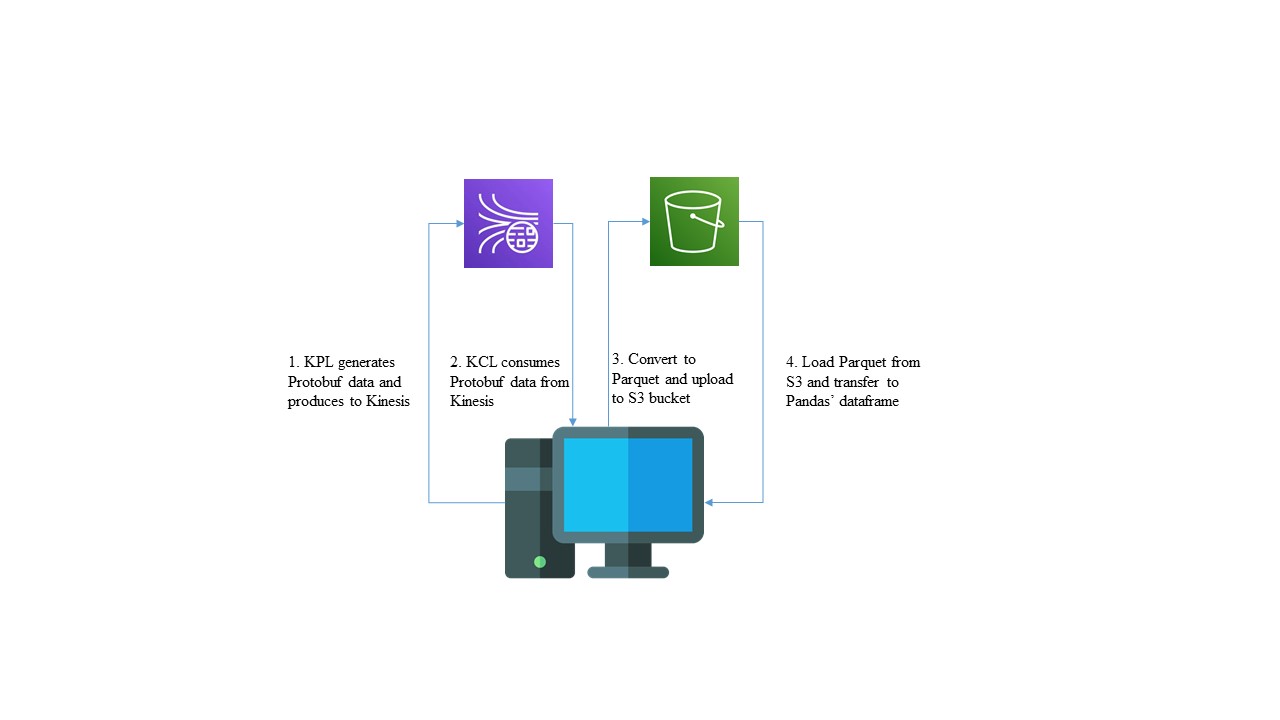 1. KPL generates
Protobuf data and
produces to Kinesis
2. KCL consumes
Protobuf data from
Kinesis
3. Convert to
Parquet and upload
to S3 bucket
4. Load Parquet from
S3 and transfer to
Pandas’ dataframe